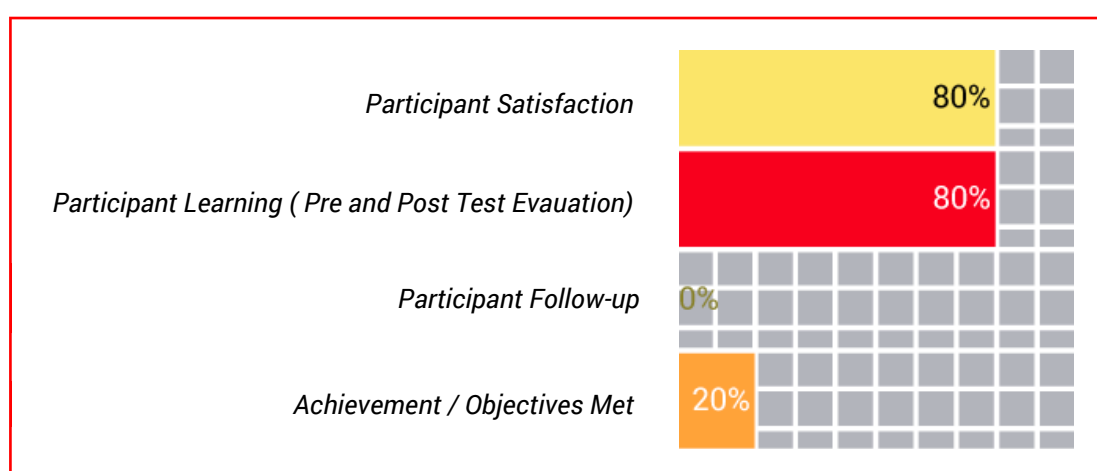 Participant Satisfaction 80%
Participant Learning ( Pre and Post Test Evauation) 80%
Participant Follow-up 0%
Achievement / Objectives Met 20%